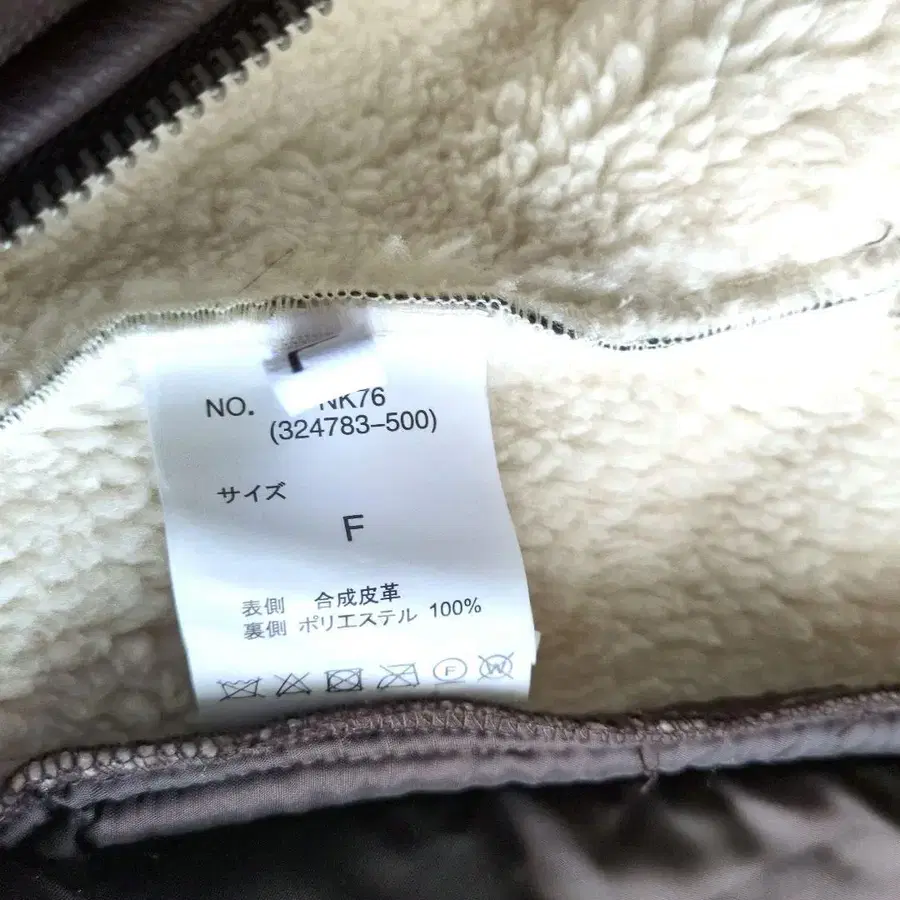 NO. NK76
(324783-500)
サイズ
F
表側 合成皮革
裏側 ポリエステル 100%
F W